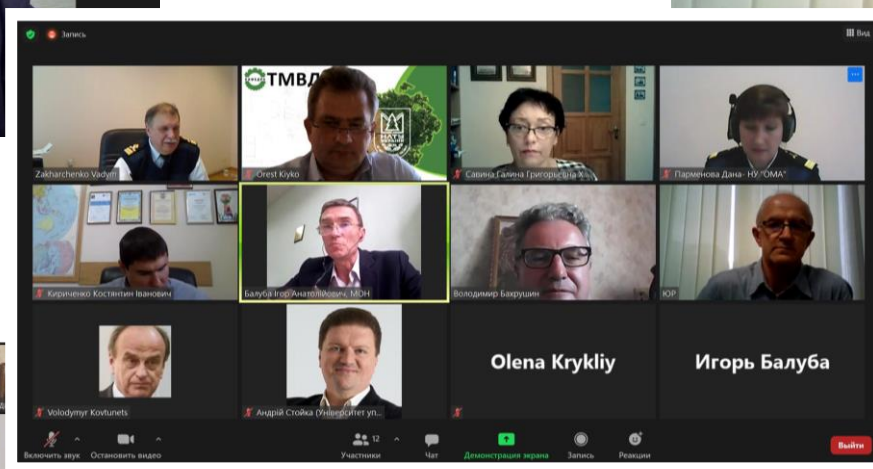 Запись
Вид
ТМВД
Zakharchenko Vadym
Orest Kiyko
Савина Галина Григорьевна Х
Парменова Дана- НУ "ОМА"
Кириченко Костянтин Іванович
Балуба Ігор Анатолійович, МОН
Володимир Бахрушин
ЮР
Volodymyr Kovtunets
Андрій Стойка (Університет уп...
Olena Krykliy
Игорь Балуба
Включить звук
Остановить видео
12
Участники
Чат
Демонстрация экрана
Запись
Реакции
Выйти